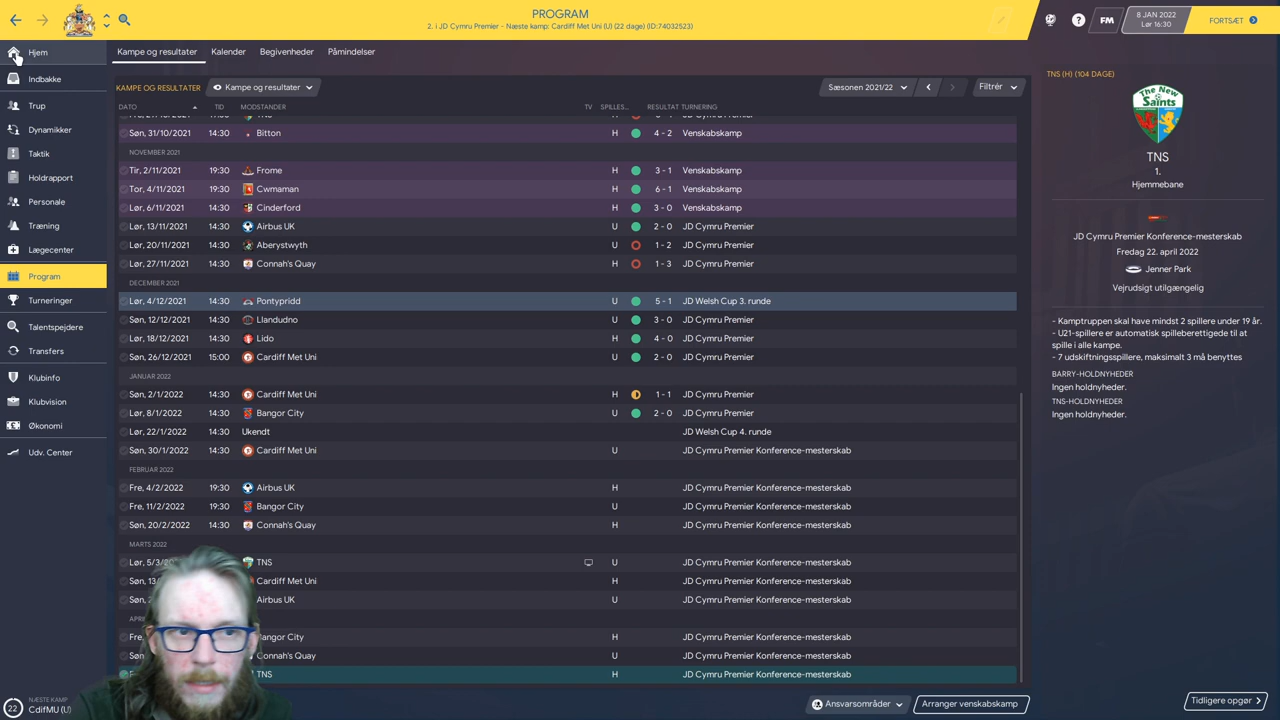 PROGRAM
2. i JD Cymru Premier - Næste kamp: Cardiff Met Uni (U) (22 dage) (ID:74032523)
FM
8 JAN 2022
Lør 16:30
FORTSÆT
Hjem
Indbakke
Trup
Dynamikker
Taktik
Holdrapport
Personale
Træning
Lægecenter
Program
Turneringer
Talentspejdere
Transfers
Klubinfo
Klubvision
Økonomi
Udv. Center
Kampe og resultater Kalender Begivenheder Påmindelser
KAMPE OG RESULTATER Kampe og resultater Sæsonen 2021/22 Filtrér
DATO TID MODSTANDER TV SPILLES... RESULTAT TURNERING
Søn, 31/10/2021 14:30 Bitton H 4 - 2 Venskabskamp
NOVEMBER 2021
Tir, 2/11/2021 19:30 Frome H 3 - 1 Venskabskamp
Tor, 4/11/2021 19:30 Cwmaman H 6 - 1 Venskabskamp
Lør, 6/11/2021 14:30 Cinderford H 3 - 0 Venskabskamp
Lør, 13/11/2021 14:30 Airbus UK U 2 - 0 JD Cymru Premier
Lør, 20/11/2021 14:30 Aberystwyth U 1 - 2 JD Cymru Premier
Lør, 27/11/2021 14:30 Connah's Quay H 1 - 3 JD Cymru Premier
DECEMBER 2021
Lør, 4/12/2021 14:30 Pontypridd U 5 - 1 JD Welsh Cup 3. runde
Søn, 12/12/2021 14:30 Llandudno U 3 - 0 JD Cymru Premier
Lør, 18/12/2021 14:30 Lido H 4 - 0 JD Cymru Premier
Søn, 26/12/2021 15:00 Cardiff Met Uni U 2 - 0 JD Cymru Premier
JANUAR 2022
Søn, 2/1/2022 14:30 Cardiff Met Uni H 1 - 1 JD Cymru Premier
Lør, 8/1/2022 14:30 Bangor City U 2 - 0 JD Cymru Premier
Lør, 22/1/2022 14:30 Ukendt JD Welsh Cup 4. runde
Søn, 30/1/2022 14:30 Cardiff Met Uni U JD Cymru Premier Konference-mesterskab
FEBRUAR 2022
Fre, 4/2/2022 19:30 Airbus UK H JD Cymru Premier Konference-mesterskab
Fre, 11/2/2022 19:30 Bangor City U JD Cymru Premier Konference-mesterskab
Søn, 20/2/2022 14:30 Connah's Quay H JD Cymru Premier Konference-mesterskab
MARTS 2022
Lør, 5/3/ TNS U JD Cymru Premier Konference-mesterskab
Søn, 13/ Cardiff Met Uni H JD Cymru Premier Konference-mesterskab
Søn, 2 Airbus UK U JD Cymru Premier Konference-mesterskab
APRI
Fre, Bangor City H JD Cymru Premier Konference-mesterskab
Søn Connah's Quay U JD Cymru Premier Konference-mesterskab
TNS H JD Cymru Premier Konference-mesterskab
TNS (H) (104 DAGE)
The New Saints
TNS
1.
Hjemmebane
JD Cymru Premier Konference-mesterskab
Fredag 22. april 2022
Jenner Park
Vejrudsigt utilgængelig
- Kamptruppen skal have mindst 2 spillere under 19 år.
- U21-spillere er automatisk spilleberettigede til at
spille i alle kampe.
- 7 udskiftningsspillere, maksimalt 3 må benyttes
BARRY-HOLDNYHEDER
Ingen holdnyheder.
TNS-HOLDNYHEDER
Ingen holdnyheder.
22 NÆSTE KAMP
CdifMU (U)
Ansvarsområder
Arranger venskabskamp
Tidligere opgør